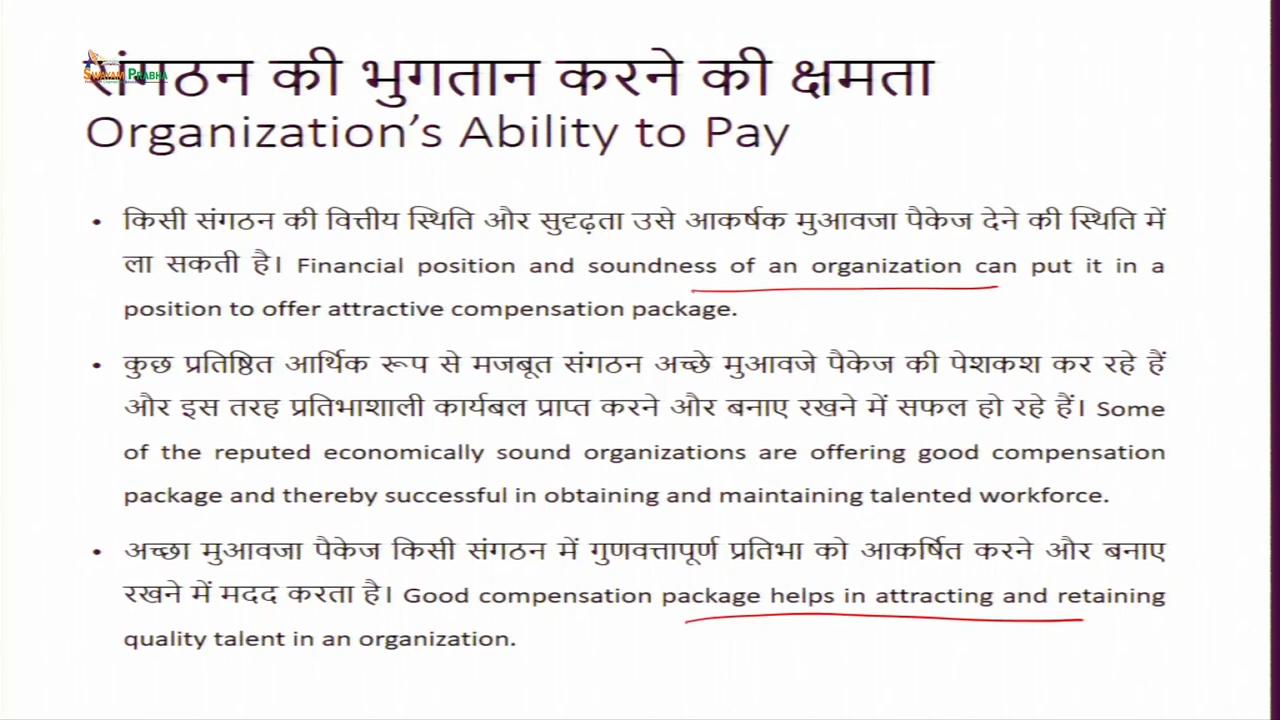 संगठन की भुगतान करने की क्षमता
SWAYAM PRABHA
Organization's Ability to Pay
• किसी संगठन की वित्तीय स्थिति और सुदृढ़ता उसे आकर्षक मुआवजा पैकेज देने की स्थिति में
ला सकती है। Financial position and soundness of an organization can put it in a
position to offer attractive compensation package.
• कुछ प्रतिष्ठित आर्थिक रूप से मजबूत संगठन अच्छे मुआवजे पैकेज की पेशकश कर रहे हैं
और इस तरह प्रतिभाशाली कार्यबल प्राप्त करने और बनाए रखने में सफल हो रहे हैं। Some
of the reputed economically sound organizations are offering good compensation
package and thereby successful in obtaining and maintaining talented workforce.
• अच्छा मुआवजा पैकेज किसी संगठन में गुणवत्तापूर्ण प्रतिभा को आकर्षित करने और बनाए
रखने में मदद करता है। Good compensation package helps in attracting and retaining
quality talent in an organization.